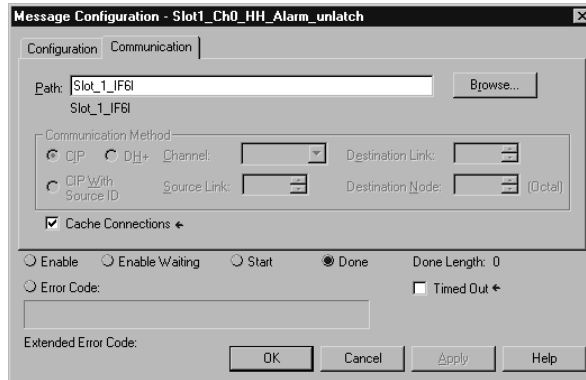 Message Configuration - Slot1_Ch0_HH_Alarm_unlatch
Configuration Communication
Path: Slot_1_IF6I Browse...
Slot_1_IF6I
Communication Method
CIP DH+ Channel: Destination Link:
CIP With Source ID Source Link: Destination Node: (Octal)
Cache Connections ←
Enable Enable Waiting Start Done Done Length: 0
Error Code: Timed Out ←
Extended Error Code:
OK Cancel Apply Help